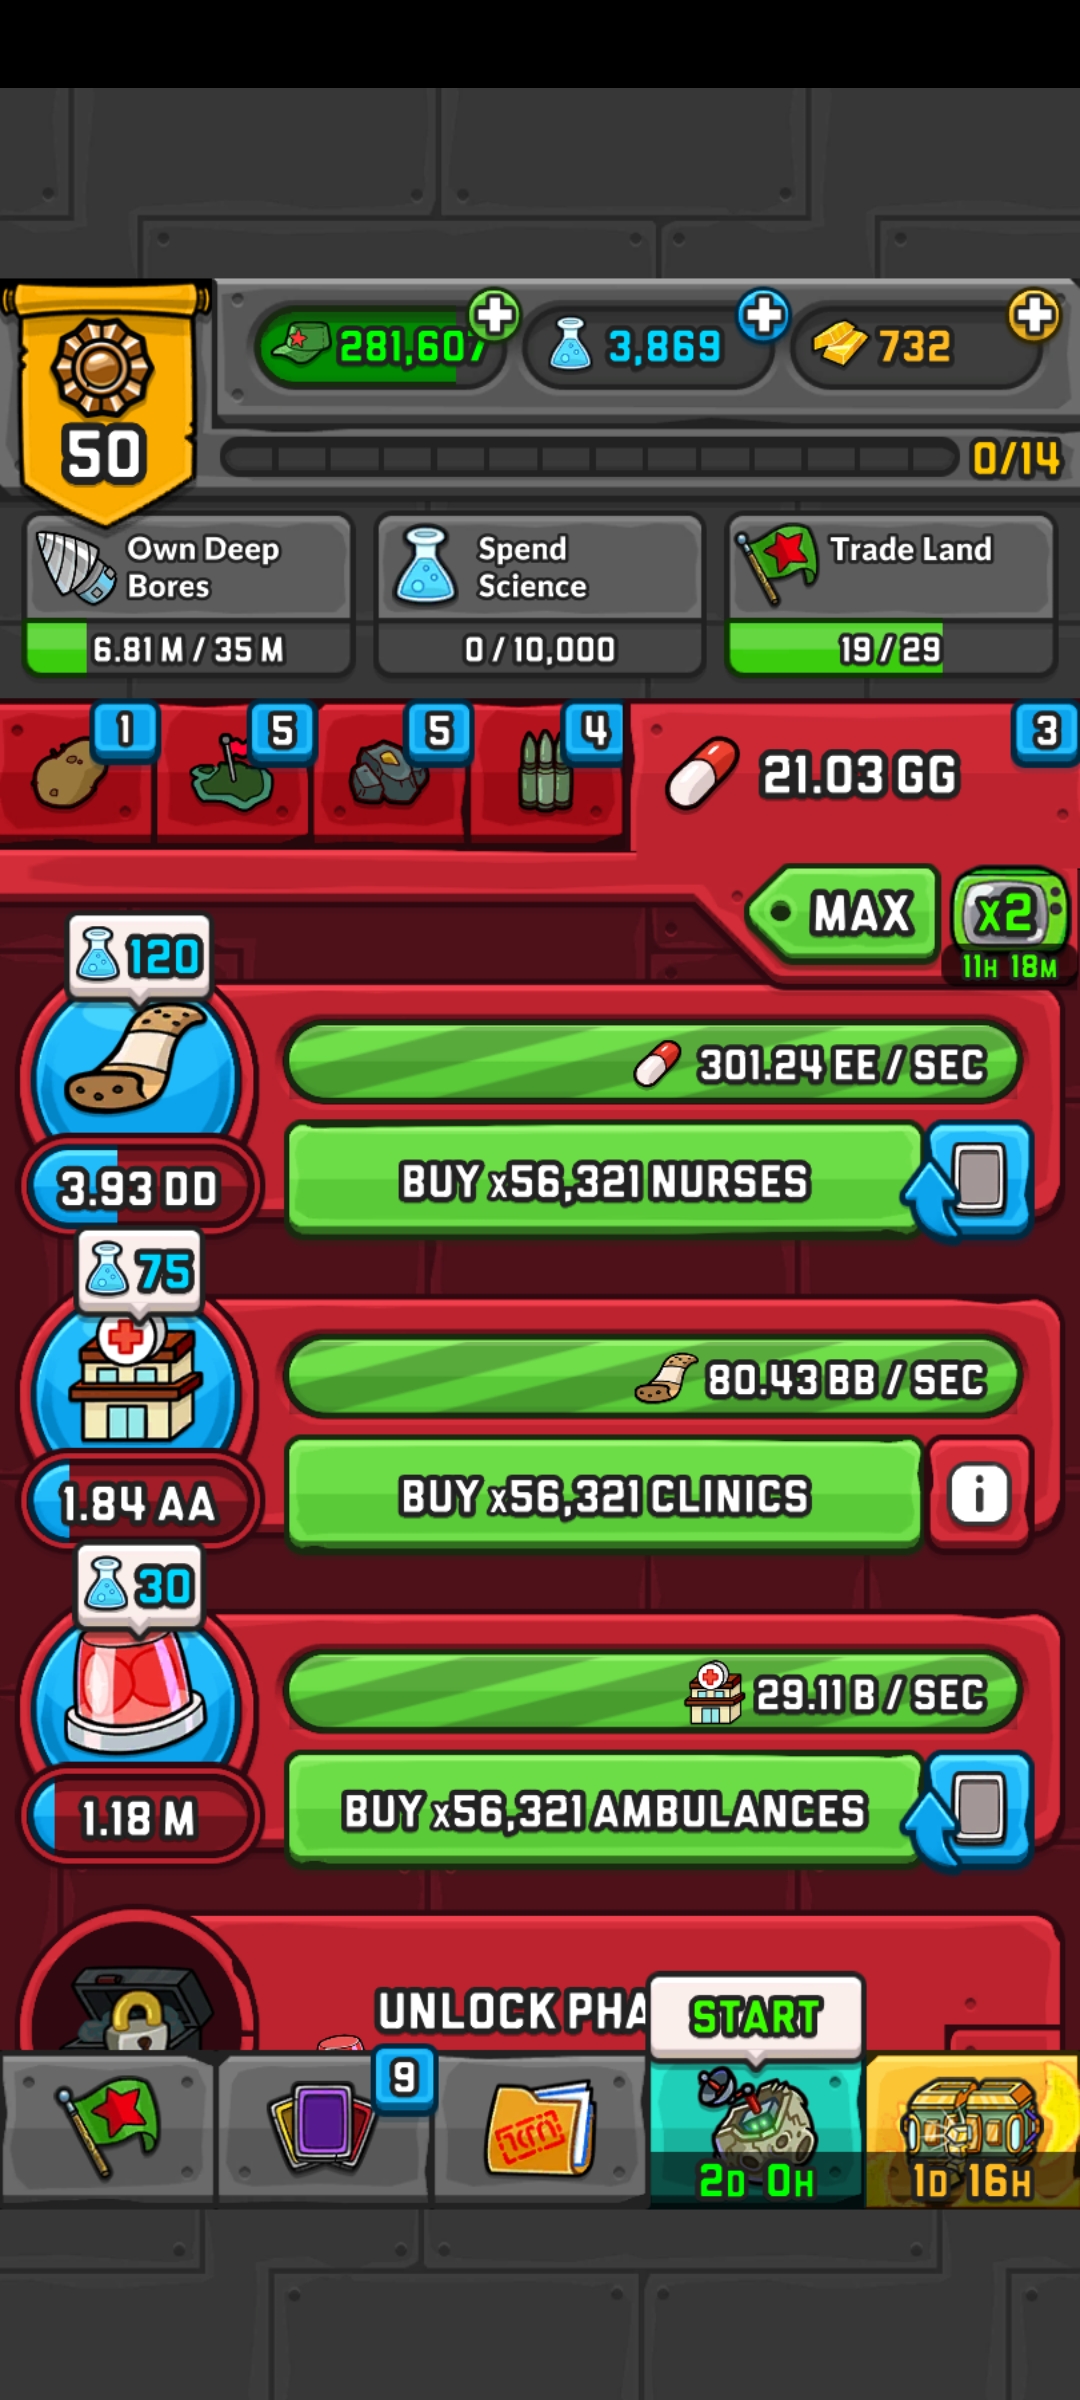 281,607
3,869
732
50
0/14
Own Deep
Bores
6.81 M / 35 M
Spend
Science
0 / 10,000
Trade Land
19 / 29
1
5
5
4
21.03 GG
3
MAX
x2
11H 18M
120
301.24 EE / SEC
BUY x56,321 NURSES
3.93 DD
75
80.43 BB / SEC
BUY x56,321 CLINICS
i
1.84 AA
30
29.11 B / SEC
BUY x56,321 AMBULANCES
1.18 M
UNLOCK PHA
START
9
2D 0H
1D 16H